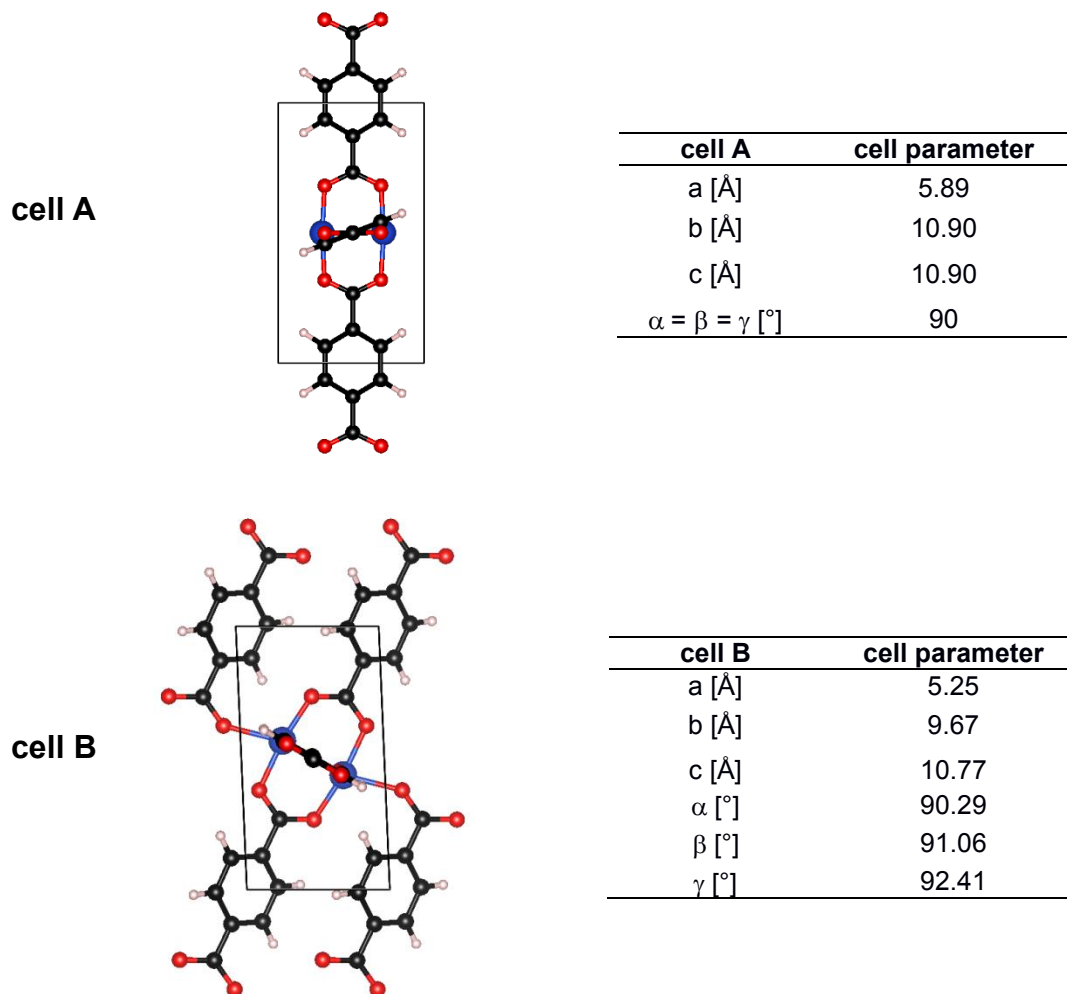 cell A
cell A cell parameter
a [Å] 5.89
b [Å] 10.90
c [Å] 10.90
α = β = γ [°] 90
cell B
cell B cell parameter
a [Å] 5.25
b [Å] 9.67
c [Å] 10.77
α [°] 90.29
β [°] 91.06
γ [°] 92.41